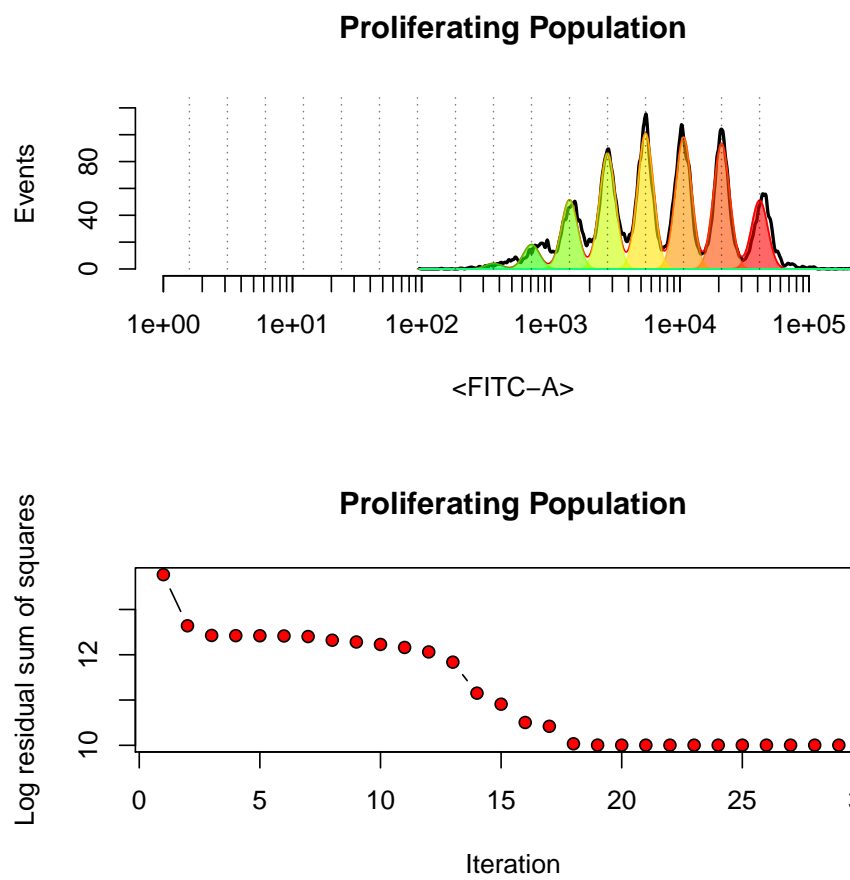 Proliferating Population
Events
0 40 80
1e+00 1e+01 1e+02 1e+03 1e+04 1e+05
<FITC−A>
Proliferating Population
Log residual sum of squares
10 12
0 5 10 15 20 25
Iteration